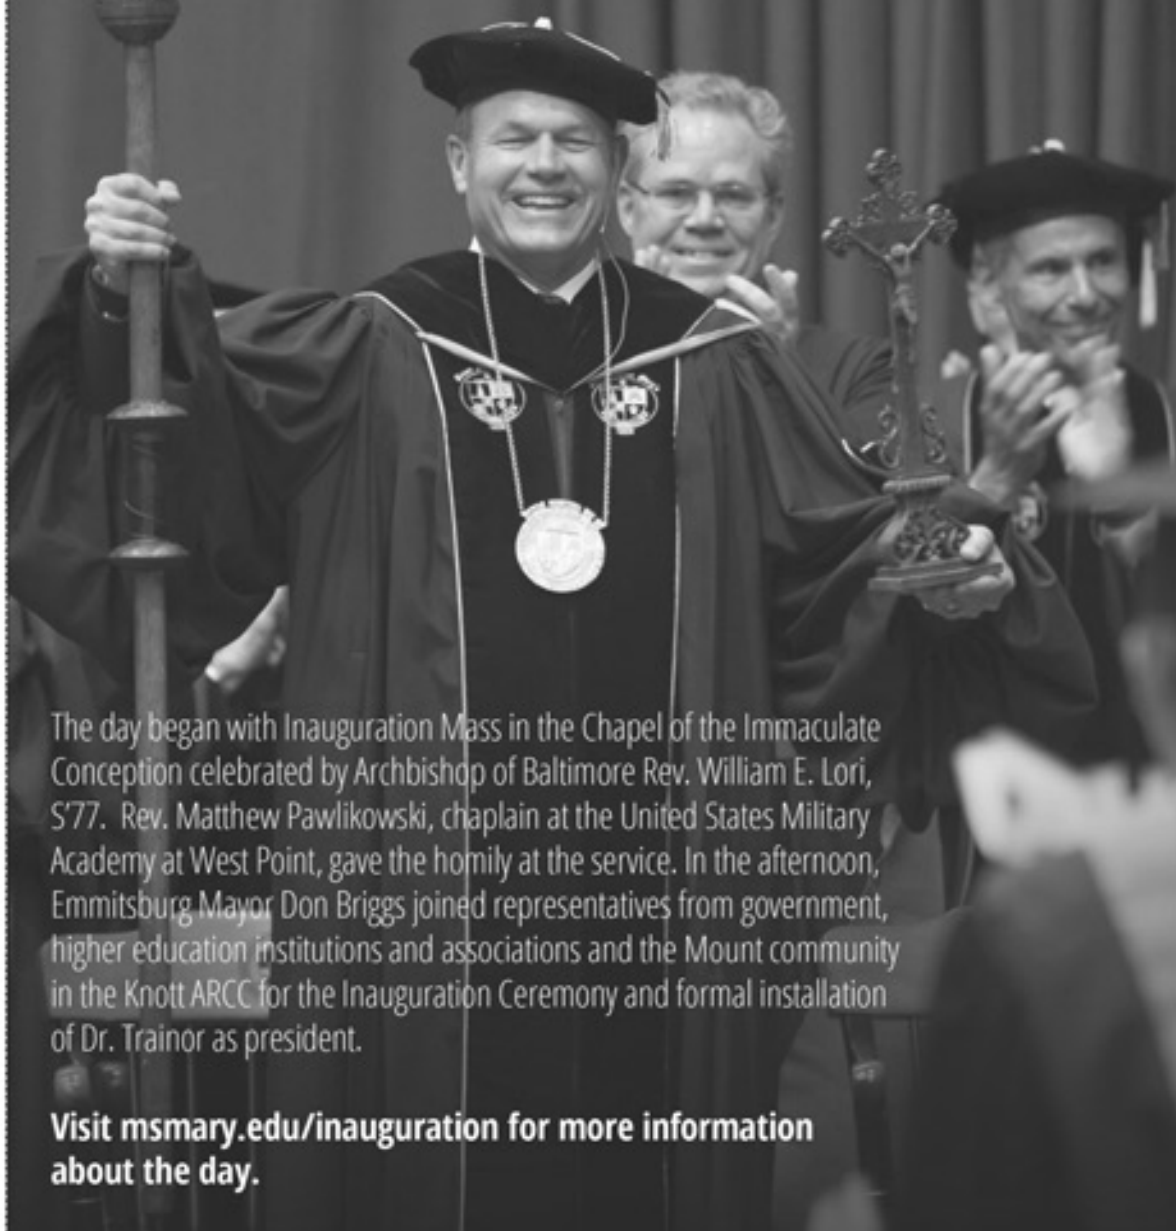 The day began with Inauguration Mass in the Chapel of the Immaculate
Conception celebrated by Archbishop of Baltimore Rev. William E. Lori,
S’77.  Rev. Matthew Pawlikowski, chaplain at the United States Military
Academy at West Point, gave the homily at the service. In the afternoon,
Emmitsburg Mayor Don Briggs joined representatives from government,
higher education institutions and associations and the Mount community
in the Knott ARCC for the Inauguration Ceremony and formal installation
of Dr. Trainor as president.
Visit msmary.edu/inauguration for more information
about the day.